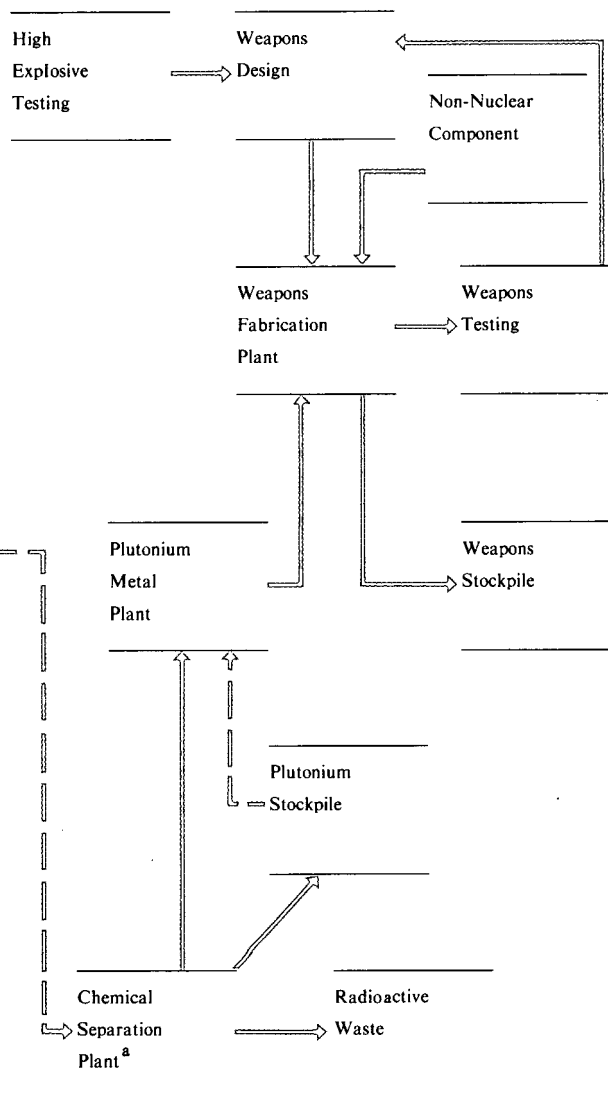 High
Explosive
Testing
Weapons
Design
Non-Nuclear
Component
Weapons
Fabrication
Plant
Weapons
Testing
Plutonium
Metal
Plant
Weapons
Stockpile
Plutonium
Stockpile
Chemical
Separation
Plant a
Radioactive
Waste